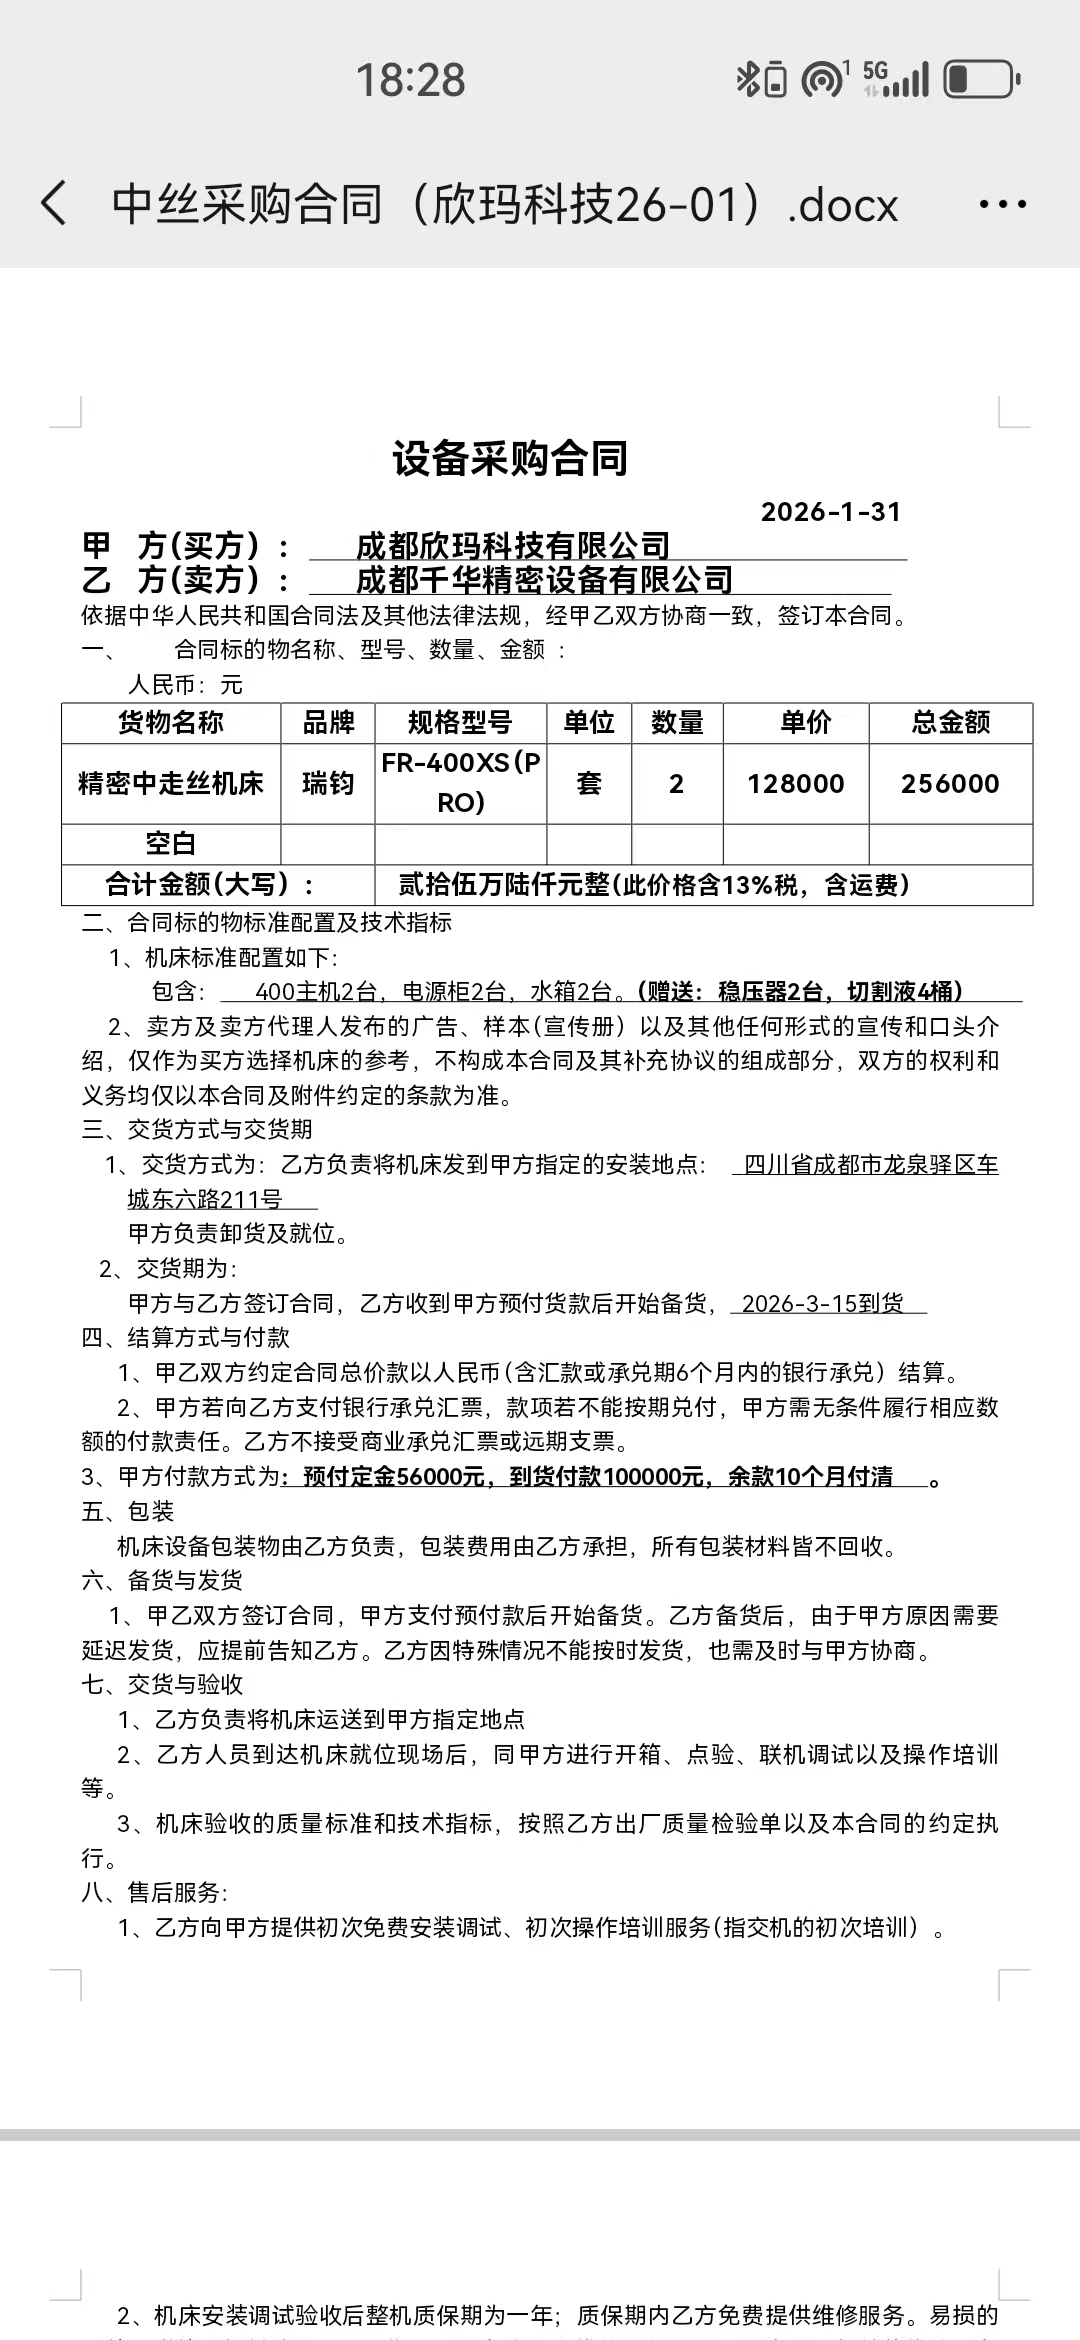 18:28
1 5G
中丝采购合同（欣玛科技26-01）.docx
设备采购合同
2026-1-31
甲 方(买方）： 成都欣玛科技有限公司
乙 方(卖方）： 成都千华精密设备有限公司
依据中华人民共和国合同法及其他法律法规，经甲乙双方协商一致，签订本合同。
一、 合同标的物名称、型号、数量、金额 ：
人民币：元
货物名称 品牌 规格型号 单位 数量 单价 总金额
精密中走丝机床 瑞钧 FR-400XS(P
RO) 套 2 128000 256000
空白
合计金额(大写）： 贰拾伍万陆仟元整(此价格含13%税，含运费）
二、合同标的物标准配置及技术指标
1、机床标准配置如下：
包含： 400主机2台，电源柜2台，水箱2台。(赠送：稳压器2台，切割液4桶）
2、卖方及卖方代理人发布的广告、样本(宣传册）以及其他任何形式的宣传和口头介
绍，仅作为买方选择机床的参考，不构成本合同及其补充协议的组成部分，双方的权利和
义务均仅以本合同及附件约定的条款为准。
三、交货方式与交货期
1、交货方式为：乙方负责将机床发到甲方指定的安装地点： 四川省成都市龙泉驿区车
城东六路211号
甲方负责卸货及就位。
2、交货期为：
甲方与乙方签订合同，乙方收到甲方预付货款后开始备货， 2026-3-15到货
四、结算方式与付款
1、甲乙双方约定合同总价款以人民币(含汇款或承兑期6个月内的银行承兑）结算。
2、甲方若向乙方支付银行承兑汇票，款项若不能按期兑付，甲方需无条件履行相应数
额的付款责任。乙方不接受商业承兑汇票或远期支票。
3、甲方付款方式为：预付定金56000元，到货付款100000元，余款10个月付清 。
五、包装
机床设备包装物由乙方负责，包装费用由乙方承担，所有包装材料皆不回收。
六、备货与发货
1、甲乙双方签订合同，甲方支付预付款后开始备货。乙方备货后，由于甲方原因需要
延迟发货，应提前告知乙方。乙方因特殊情况不能按时发货，也需及时与甲方协商。
七、交货与验收
1、乙方负责将机床运送到甲方指定地点
2、乙方人员到达机床就位现场后，同甲方进行开箱、点验、联机调试以及操作培训
等。
3、机床验收的质量标准和技术指标，按照乙方出厂质量检验单以及本合同的约定执
行。
八、售后服务：
1、乙方向甲方提供初次免费安装调试、初次操作培训服务(指交机的初次培训）。
2、机床安装调试验收后整机质保期为一年；质保期内乙方免费提供维修服务。易损的